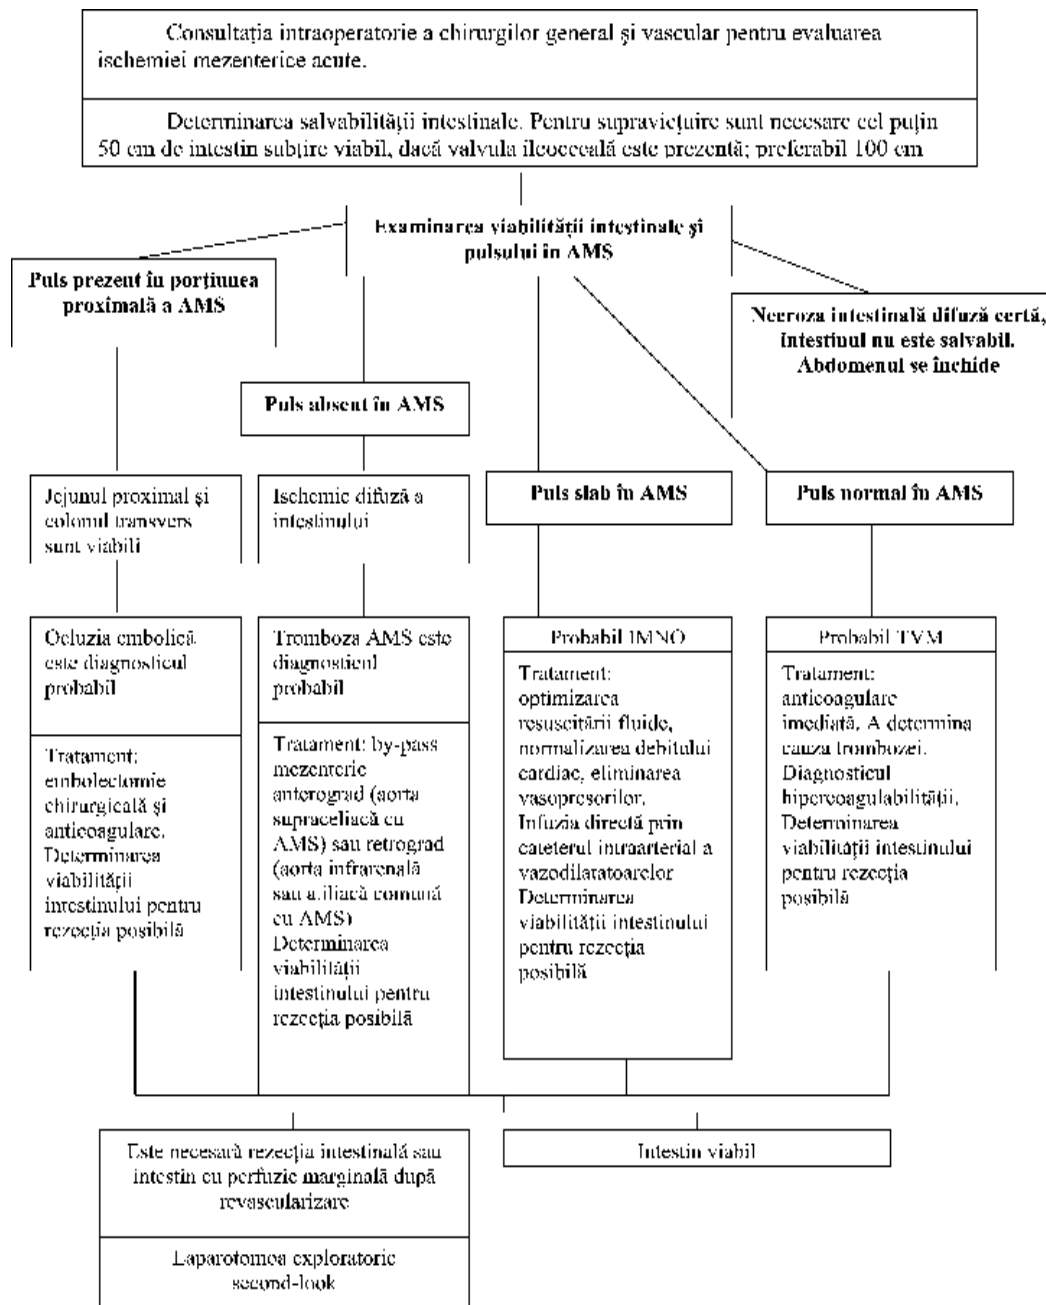 Consultația intraoperatorie a chirurgilor general și vascular pentru evaluarea
ischemiei mezenterice acute.
Determinarea salvabilității intestinale. Pentru supraviețuire sunt necesare cel puțin
50 cm de intestin subțire viabil, dacă valvula ileocecală este prezentă; preferabil 100 cm
Examinarea viabilității intestinale și
pulsului în AMS
Puls prezent în porțiunea
proximală a AMS
Necroza intestinală difuză certă,
intestinul nu este salvabil.
Abdomenul se închide
Puls absent în AMS
Jejunul proximal și
colonul transvers
sunt viabili
Ischemie difuză a
intestinului
Puls slab în AMS
Puls normal în AMS
Ocluzia embolică
este diagnosticul
probabil
Tratament:
embolectomie
chirurgicală și
anticoagulare.
Determinarea
viabilității
intestinului pentru
rezecția posibilă
Tromboza AMS este
diagnosticul
probabil
Tratament: by-pass
mezenteric
anterograd (aorta
supraceliacă cu
AMS) sau retrograd
(aorta infrarenală
sau a.iliacă comună
cu AMS)
Determinarea
viabilității
intestinului pentru
rezecția posibilă
Probabil IMNO
Tratament:
optimizarea
resuscitării fluide,
normalizarea debitului
cardiac, eliminarea
vasopresorilor.
Infuzia directă prin
cateterul intraarterial a
vazodilatatoarelor
Determinarea
viabilității intestinului
pentru rezecția
posibilă
Probabil TVM
Tratament:
anticoagulare
imediată. A determina
cauza trombozei.
Diagnosticul
hipercoagulabilității.
Determinarea
viabilității intestinului
pentru rezecția
posibilă
Este necesară rezecția intestinală sau
intestin cu perfuzie marginală după
revascularizare
Laparotomea exploratorie
second-look
Intestin viabil